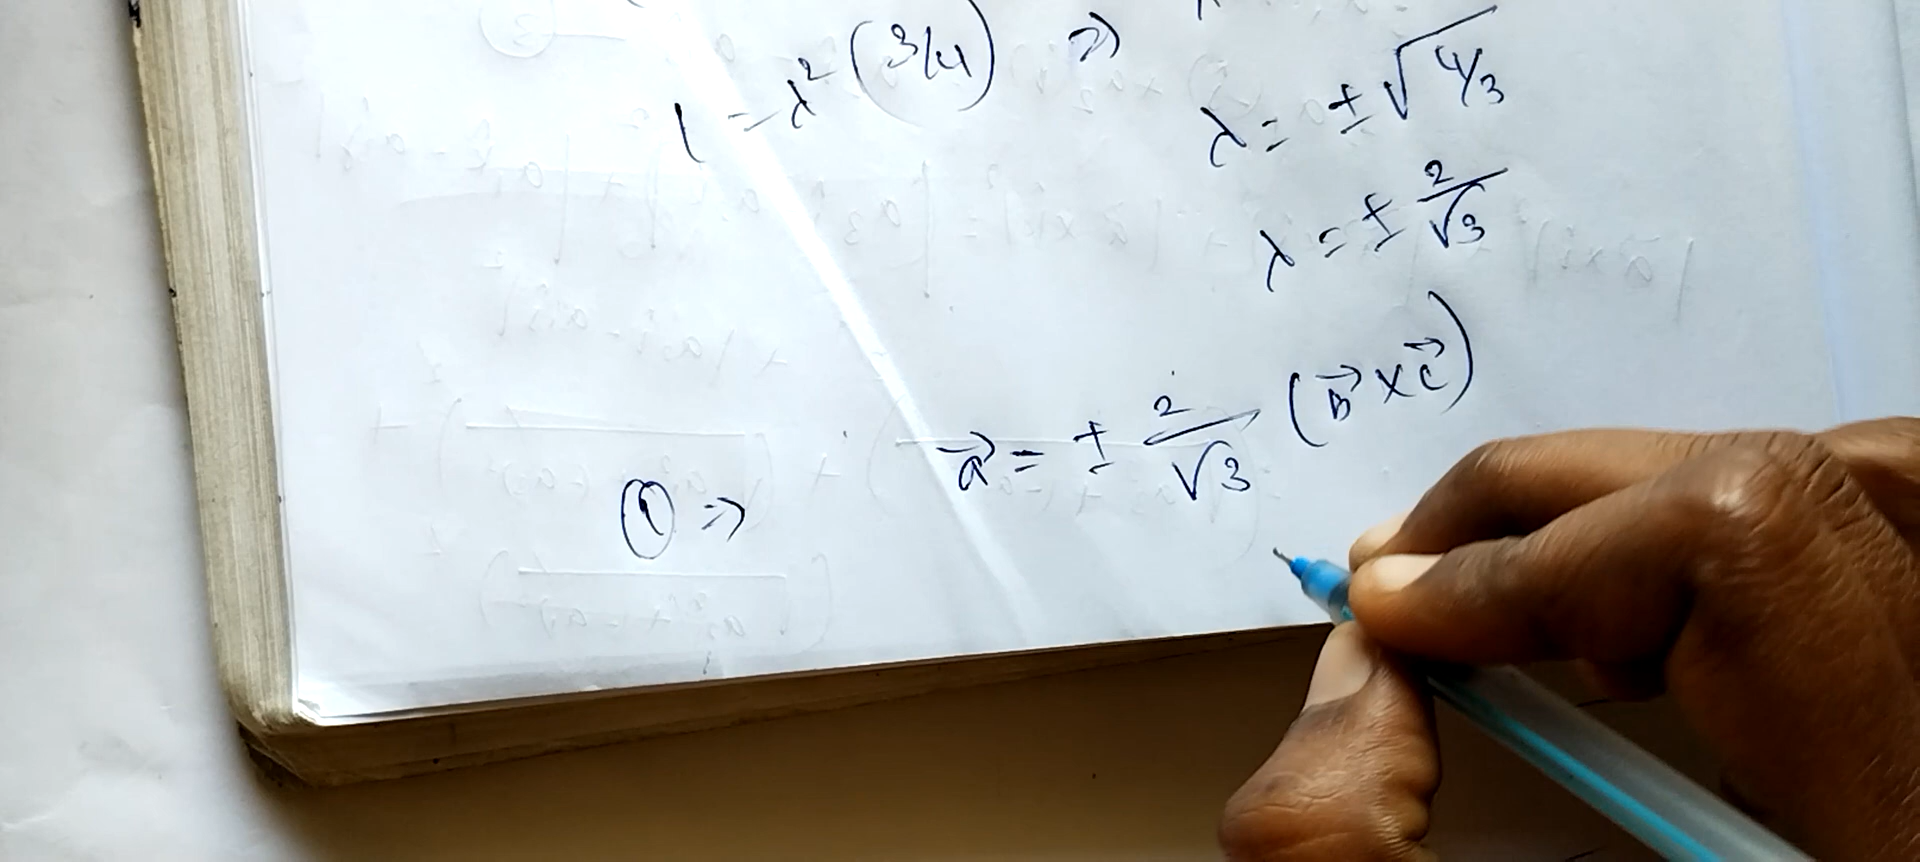 1 = λ² (3/4) ⇒
λ = ± √4/3
λ = ± 2/√3
① ⇒ a⃗ = ± 2/√3 (b⃗ × c⃗)